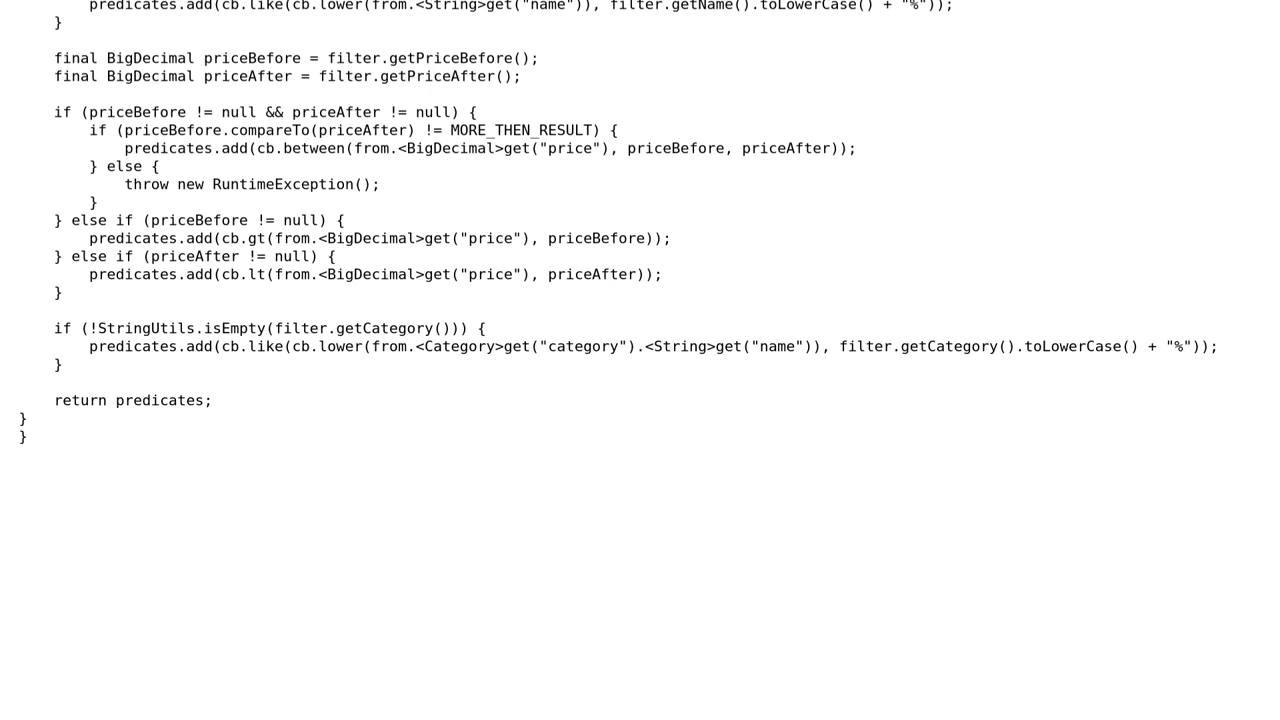 predicates.add(cb.like(cb.lower(from.<String>get("name")), filter.getName().toLowerCase() + "%"));
}
final BigDecimal priceBefore = filter.getPriceBefore();
final BigDecimal priceAfter = filter.getPriceAfter();
if (priceBefore != null && priceAfter != null) {
if (priceBefore.compareTo(priceAfter) != MORE_THEN_RESULT) {
predicates.add(cb.between(from.<BigDecimal>get("price"), priceBefore, priceAfter));
} else {
throw new RuntimeException();
}
} else if (priceBefore != null) {
predicates.add(cb.gt(from.<BigDecimal>get("price"), priceBefore));
} else if (priceAfter != null) {
predicates.add(cb.lt(from.<BigDecimal>get("price"), priceAfter));
}
if (!StringUtils.isEmpty(filter.getCategory())) {
predicates.add(cb.like(cb.lower(from.<Category>get("category").<String>get("name")), filter.getCategory().toLowerCase() + "%"));
}
return predicates;
}
}